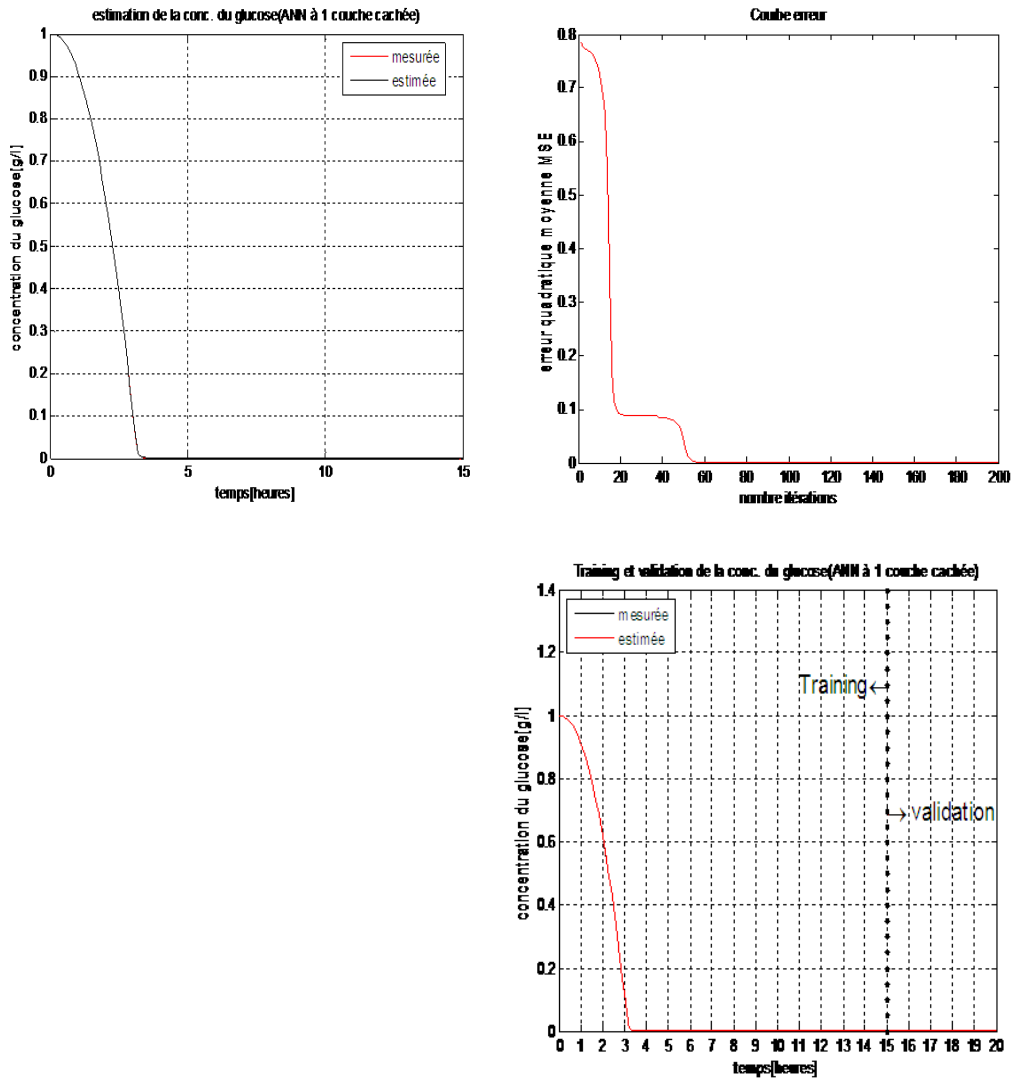 estimation de la conc. du glucose(ANN à 1 couche cachée)
concentration du glucose[g/l]
1
0.9
0.8
0.7
0.6
0.5
0.4
0.3
0.2
0.1
0
mesurée
estimée
0 5 10 15
temps[heures]
Courbe erreur
erreur quadratique moyenne MSE
0.8
0.7
0.6
0.5
0.4
0.3
0.2
0.1
0
0 20 40 60 80 100 120 140 160 180 200
nombre itérations
Training et validation de la conc. du glucose(ANN à 1 couche cachée)
concentration du glucose[g/l]
1.4
1.2
1
0.8
0.6
0.4
0.2
0
mesurée
estimée
Training←
→validation
0 1 2 3 4 5 6 7 8 9 10 11 12 13 14 15 16 17 18 19 20
temps[heures]